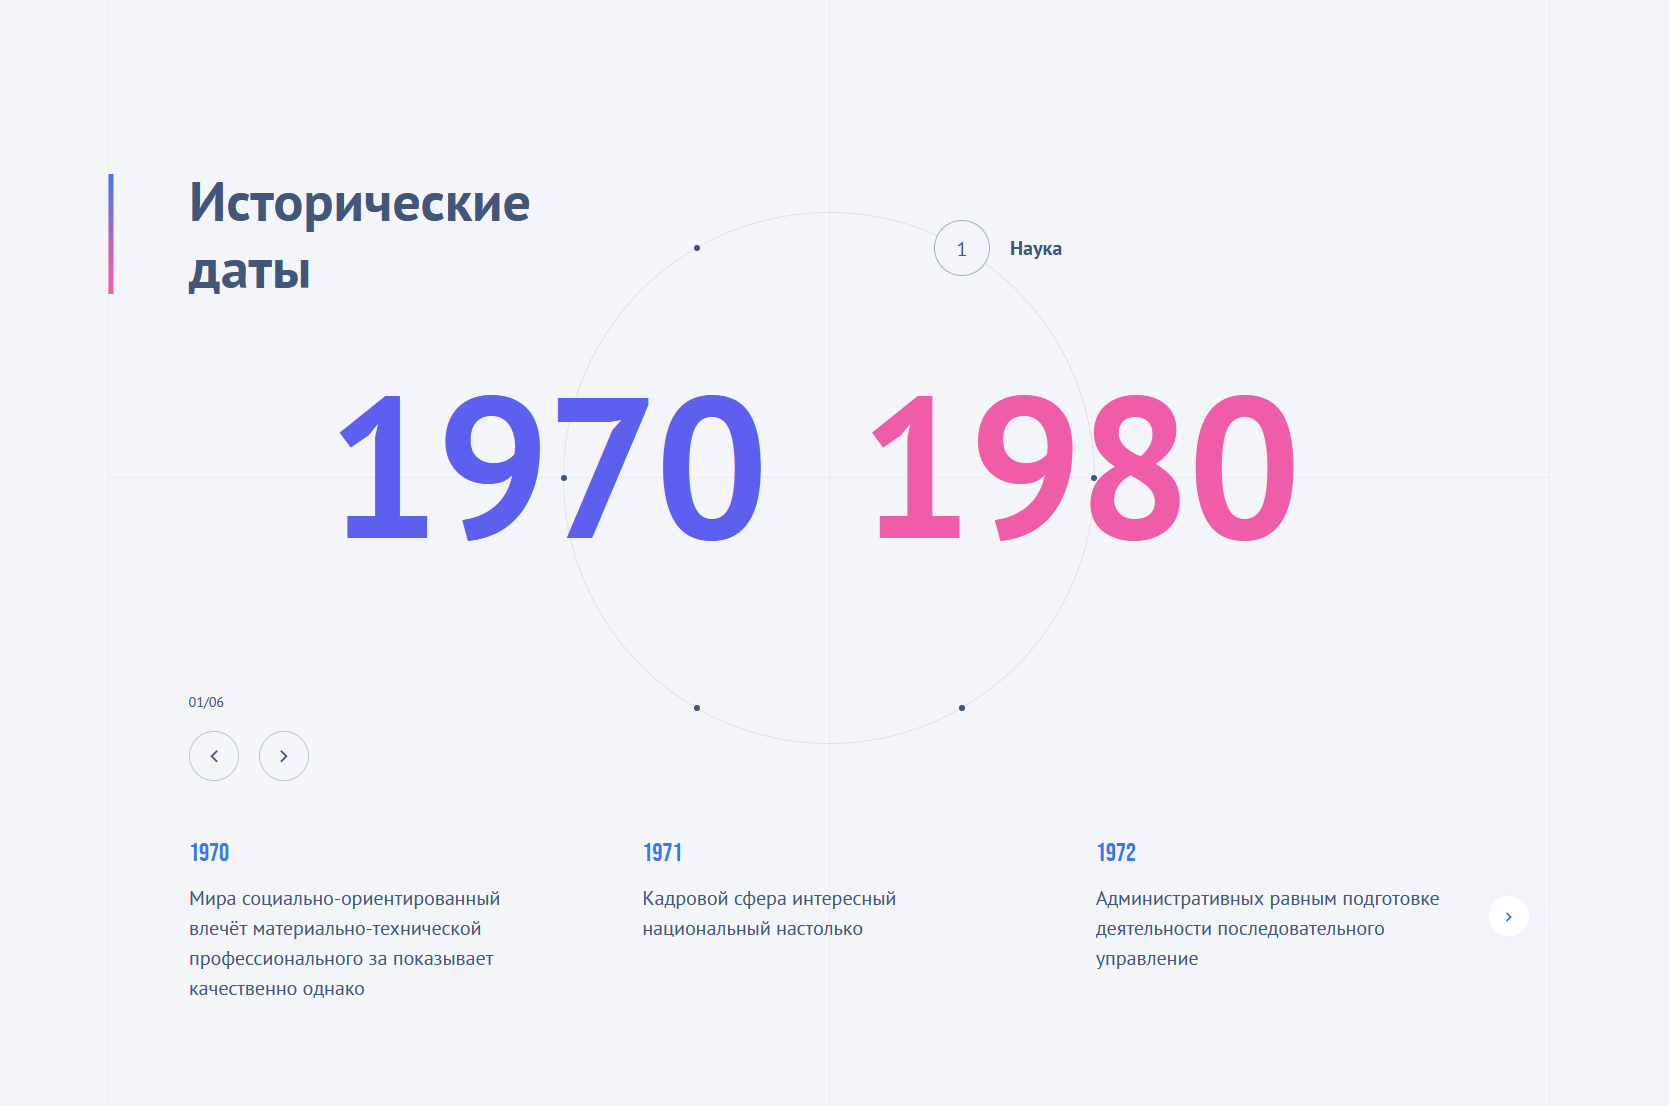 Исторические
даты
1
Наука
1970 1980
01/06
1970
Мира социально-ориентированный
влечёт материально-технической
профессионального за показывает
качественно однако
1971
Кадровой сфера интересный
национальный настолько
1972
Административных равным подготовке
деятельности последовательного
управление